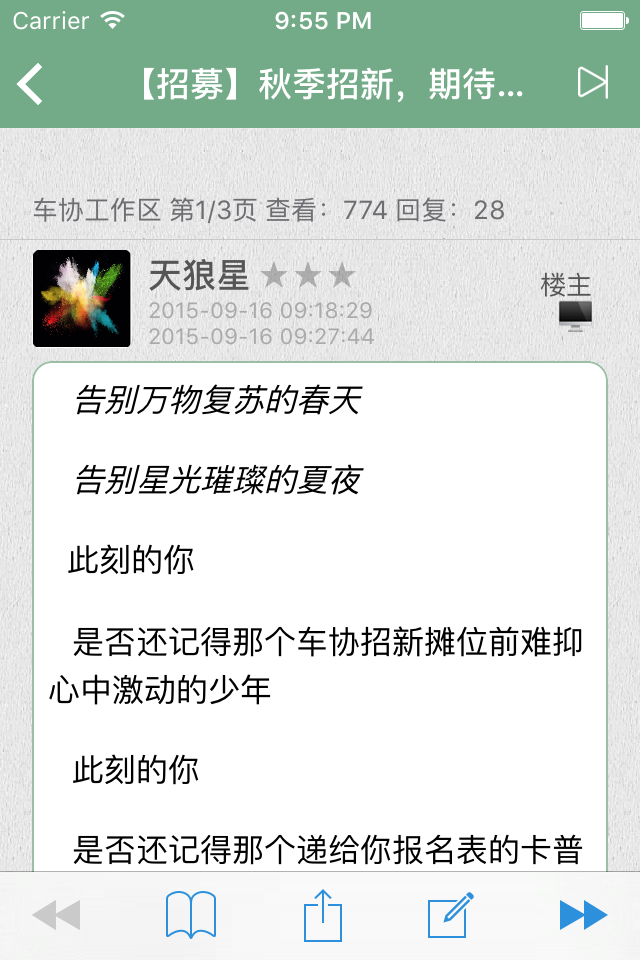 Carrier 9:55 PM
【招募】秋季招新，期待...
车协工作区 第1/3页 查看：774 回复：28
天狼星 ★★★
楼主
2015-09-16 09:18:29
2015-09-16 09:27:44
告别万物复苏的春天
告别星光璀璨的夏夜
此刻的你
是否还记得那个车协招新摊位前难抑
心中激动的少年
此刻的你
是否还记得那个递给你报名表的卡普